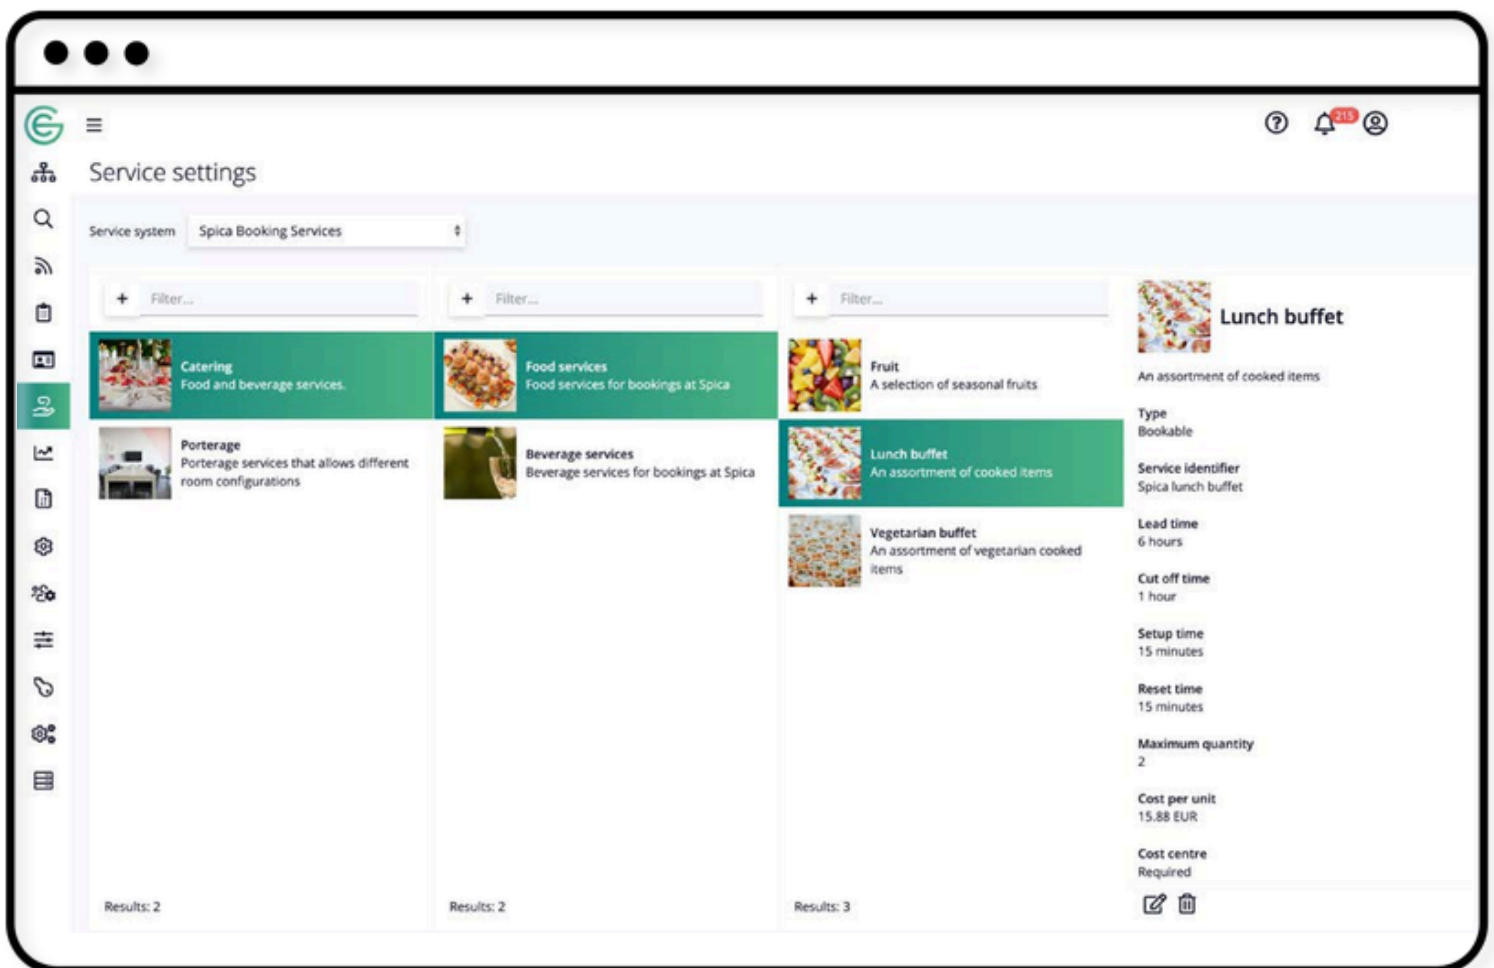 215
Service settings
Service system
Spica Booking Services
Filter...
Catering
Food and beverage services.
Porterage
Porterage services that allows different
room configurations
Results: 2
Filter...
Food services
Food services for bookings at Spica
Beverage services
Beverage services for bookings at Spica
Results: 2
Filter...
Fruit
A selection of seasonal fruits
Lunch buffet
An assortment of cooked items
Vegetarian buffet
An assortment of vegetarian cooked
items
Results: 3
Lunch buffet
An assortment of cooked items
Type
Bookable
Service identifier
Spica lunch buffet
Lead time
6 hours
Cut off time
1 hour
Setup time
15 minutes
Reset time
15 minutes
Maximum quantity
2
Cost per unit
15.88 EUR
Cost centre
Required